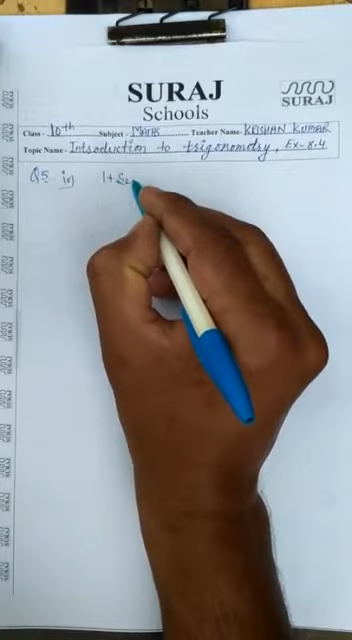 SURAJ
Schools
SURAJ
Class - 10th Subject - Math Teacher Name- KRISHAN KUMAR
Topic Name - Introduction to trigonometry, Ex-8.4
Q5 iv) 1+Se